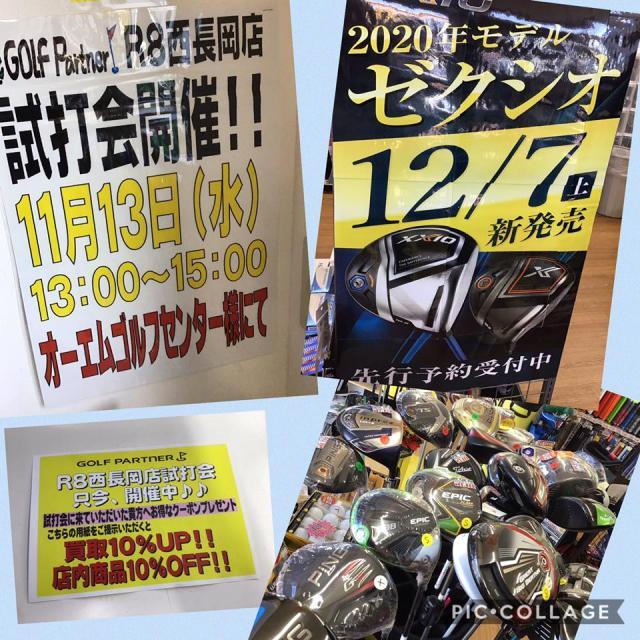 GOLF Partner R8西長岡店
試打会開催!!
11月13日(水)
13:00～15:00
オーエムゴルフセンター様にて
2020年モデル
ゼクシオ
12/7土
新発売
XXIO
X
先行予約受付中
GOLF PARTNER
R8西長岡店試打会
只今、開催中♪♪
試打会に来ていただいた貴方へお得なクーポンプレゼント
こちらの用紙をご提示いただくと
買取10%UP!!
店内商品10%OFF!!
EPIC
EPIC
PING
PIC•COLLAGE